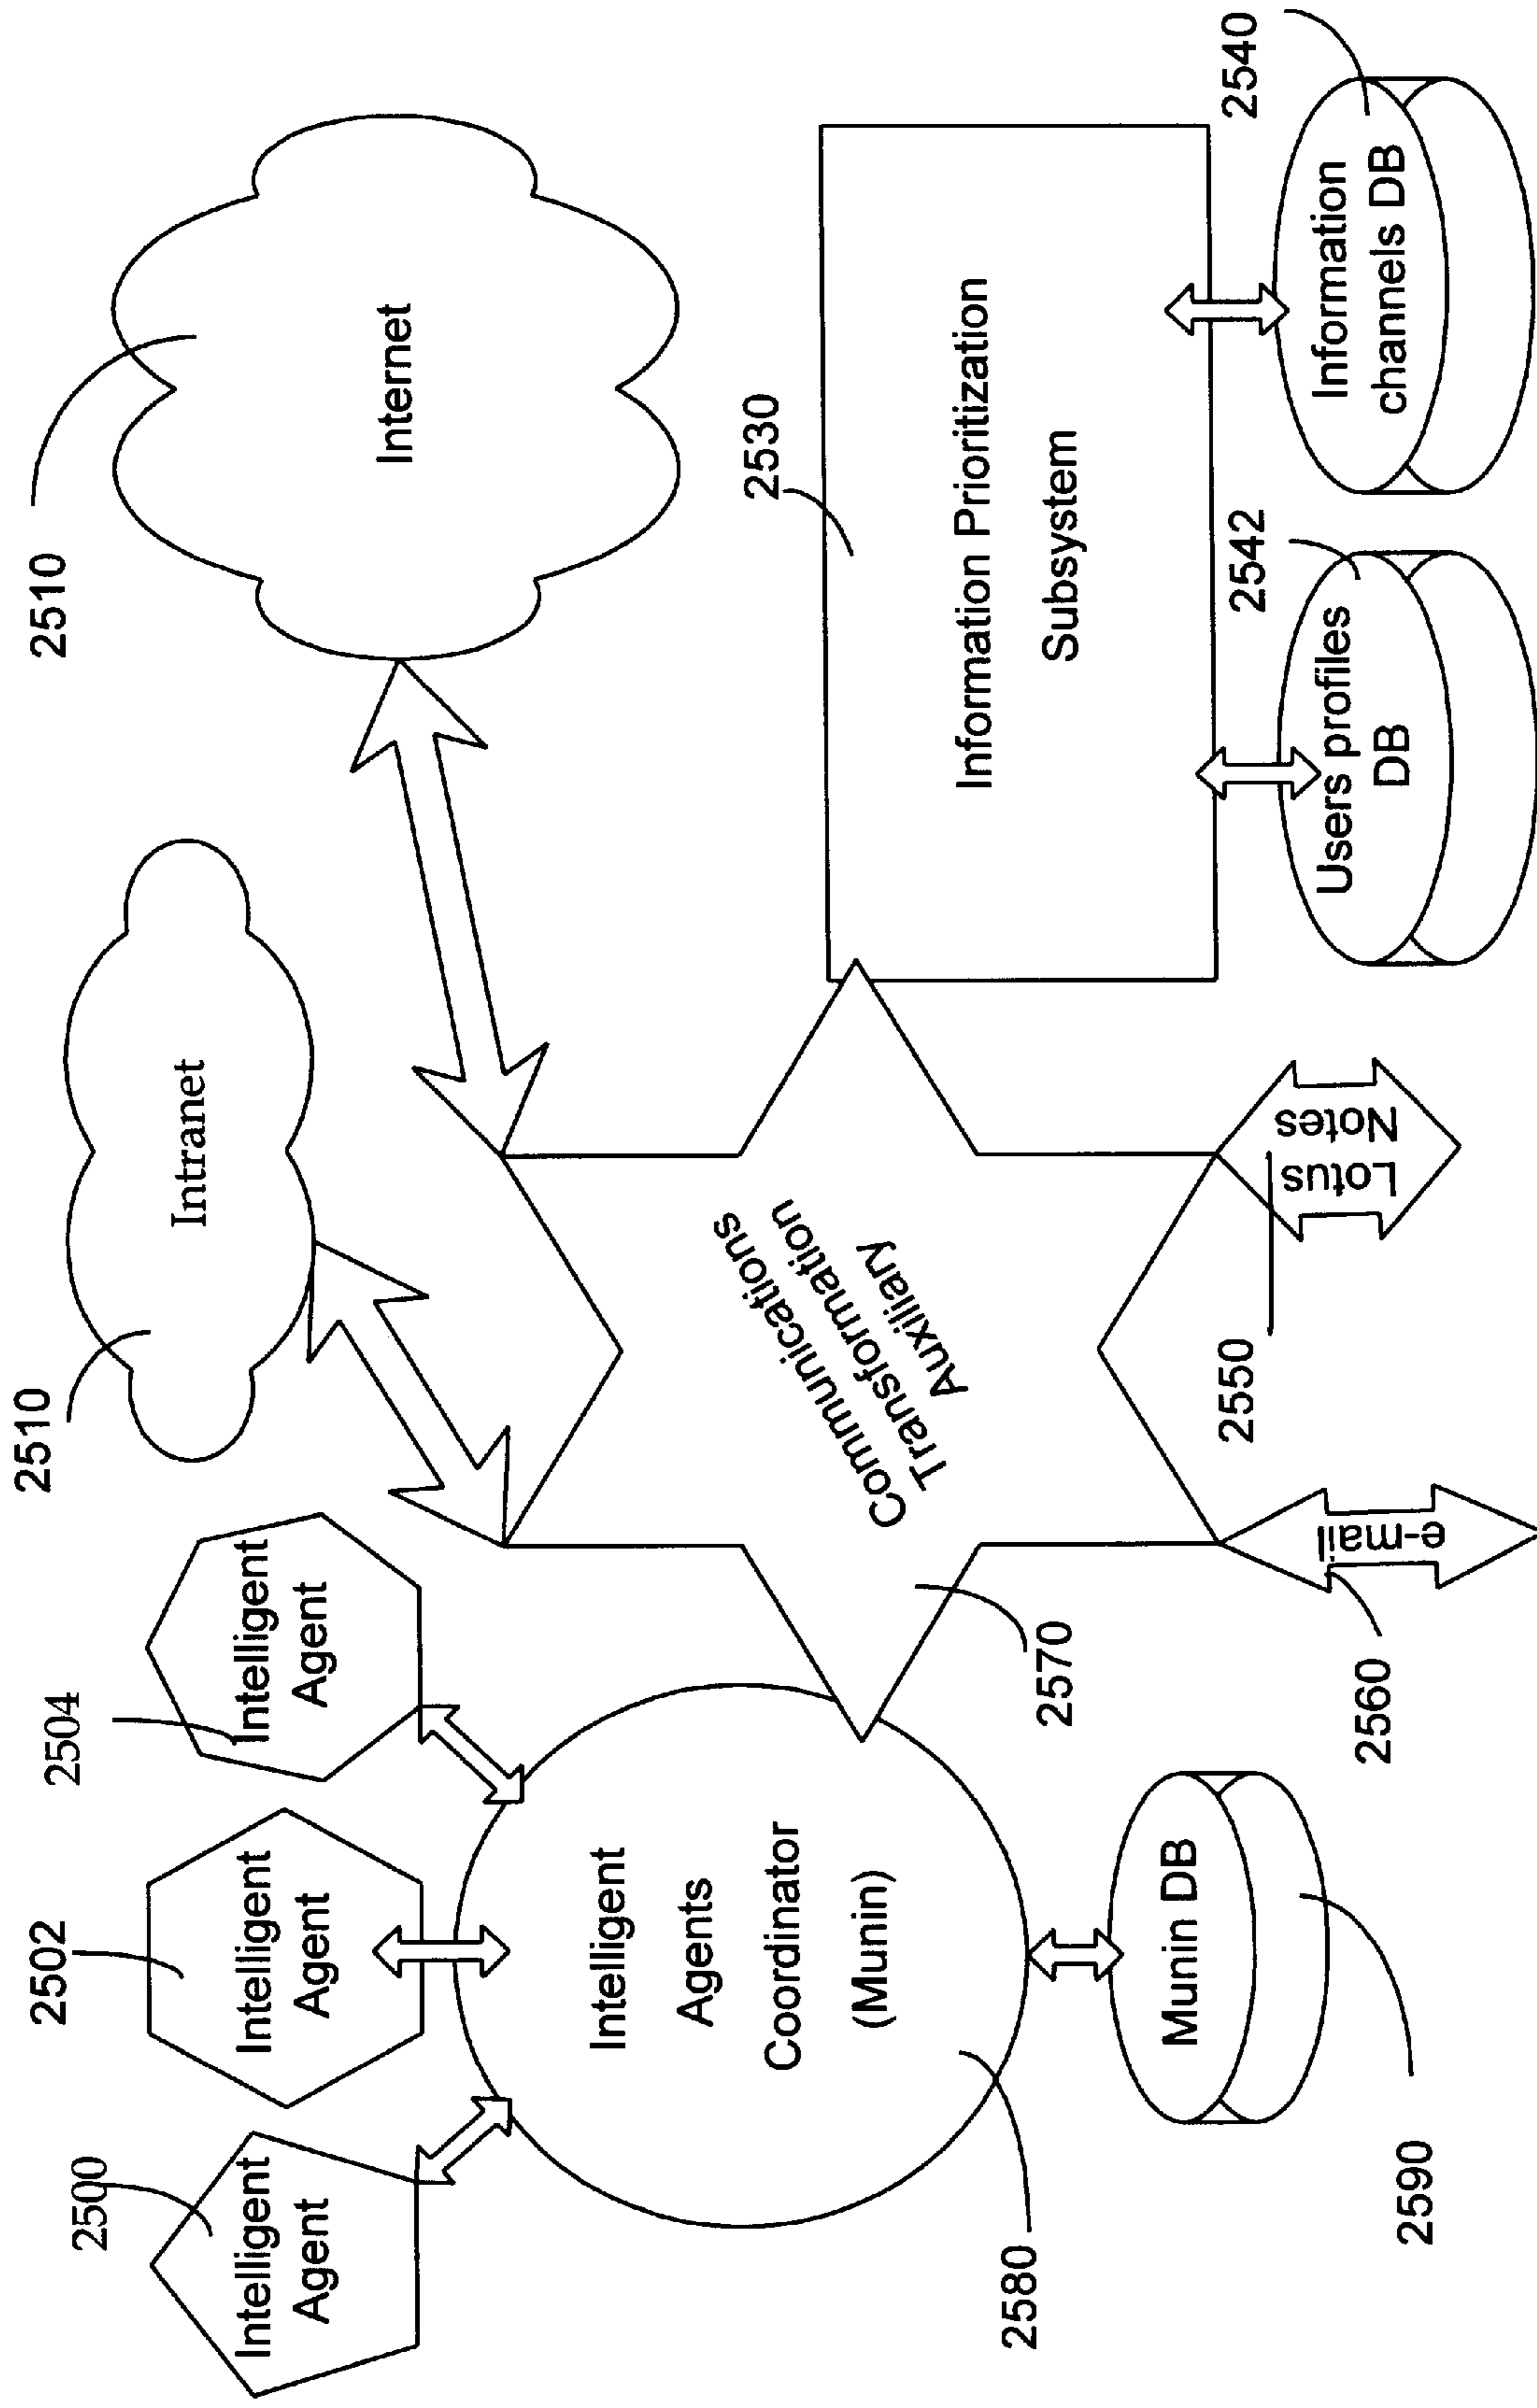 2500
Intelligent
Agent
2502
Intelligent
Agent
2504
Intelligent
Agent
2510
Intranet
2510
Internet
Intelligent
Agents
Coordinator
(Munin)
2580
Munin DB
2590
Communications
Transformation
Auxiliary
2570
2530
Information Prioritization
Subsystem
2560
e-mail
2550
Lotus
Notes
2542
Users profiles
DB
2540
Information
channels DB